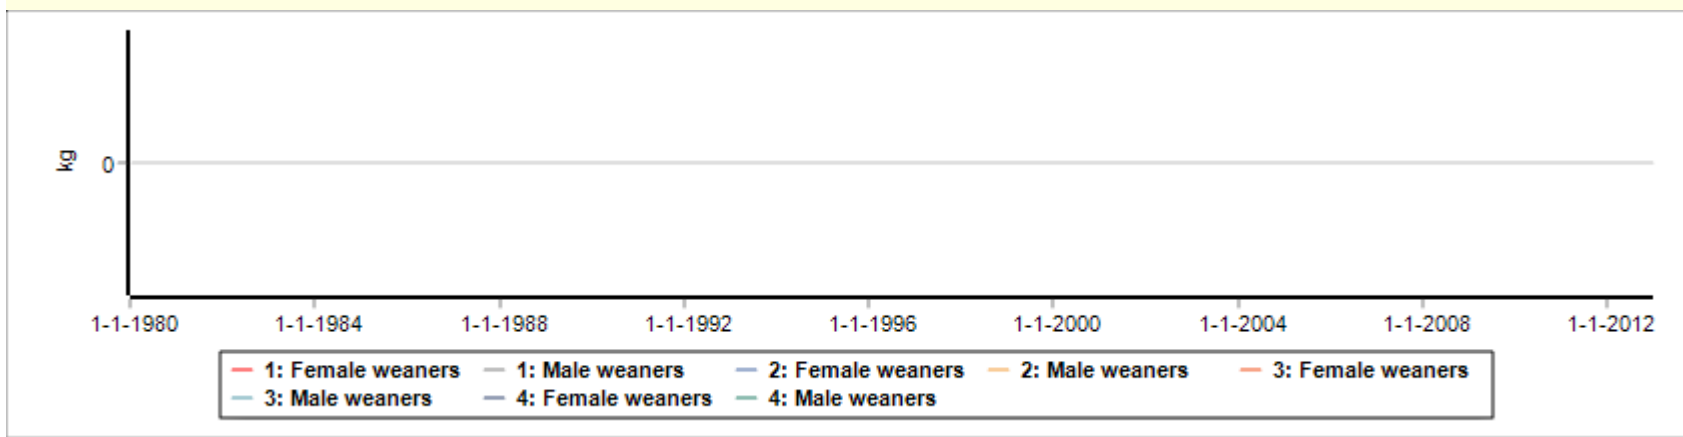 kg
0
1-1-1980 1-1-1984 1-1-1988 1-1-1992 1-1-1996 1-1-2000 1-1-2004 1-1-2008 1-1-2012
1: Female weaners 1: Male weaners 2: Female weaners 2: Male weaners 3: Female weaners
3: Male weaners 4: Female weaners 4: Male weaners